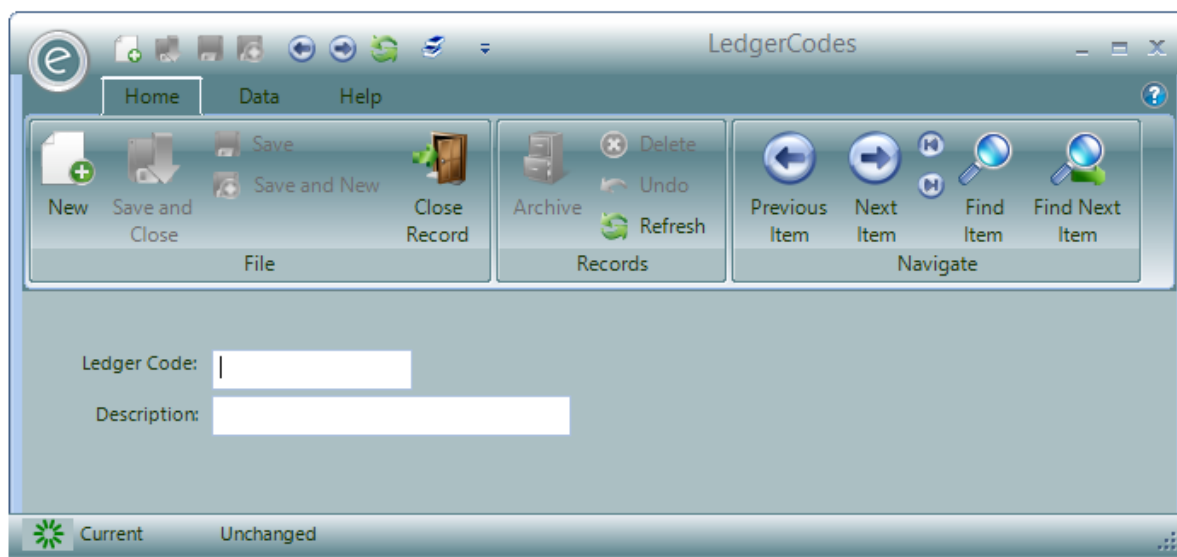 e
LedgerCodes
Home Data Help
New
Save and Close
Save
Save and New
Close Record
File
Archive
Delete
Undo
Refresh
Records
Previous Item
Next Item
Find Item
Find Next Item
Navigate
Ledger Code:
Description:
Current Unchanged